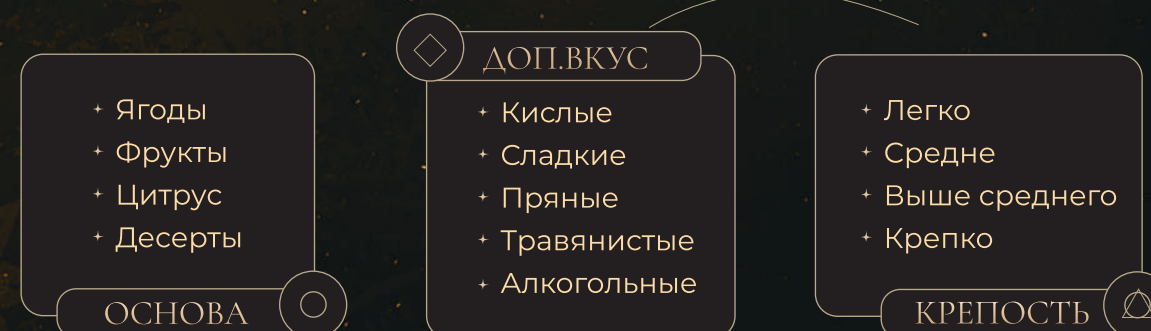 Ягоды
Фрукты
Цитрус
Десерты
ОСНОВА
ДОП.ВКУС
Кислые
Сладкие
Пряные
Травянистые
Алкогольные
Легко
Средне
Выше среднего
Крепко
КРЕПОСТЬ